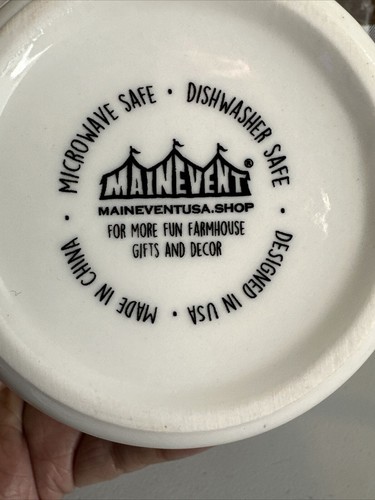 MICROWAVE SAFE • DISHWASHER SAFE • DESIGNED IN USA • MADE IN CHINA •
MAINEVENT®
MAINEVENTUSA.SHOP
FOR MORE FUN FARMHOUSE
GIFTS AND DECOR